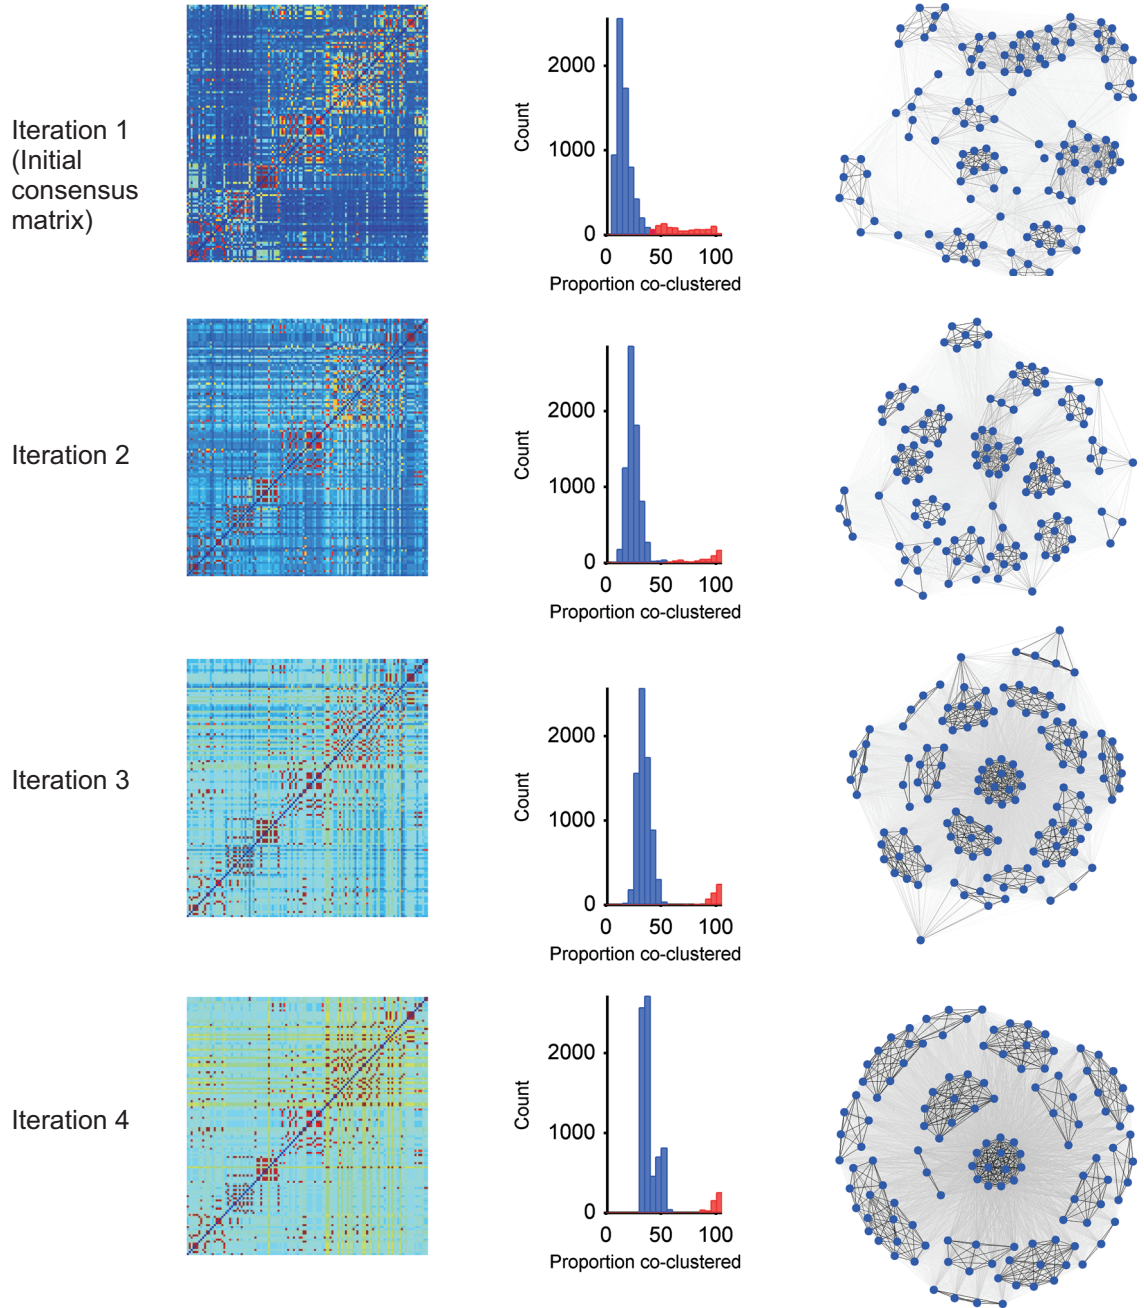 Iteration 1
(Initial
consensus
matrix)
Count
2000
1000
0
0 50 100
Proportion co-clustered
Iteration 2
Count
2000
1000
0
0 50 100
Proportion co-clustered
Iteration 3
Count
2000
1000
0
0 50 100
Proportion co-clustered
Iteration 4
Count
2000
1000
0
0 50 100
Proportion co-clustered